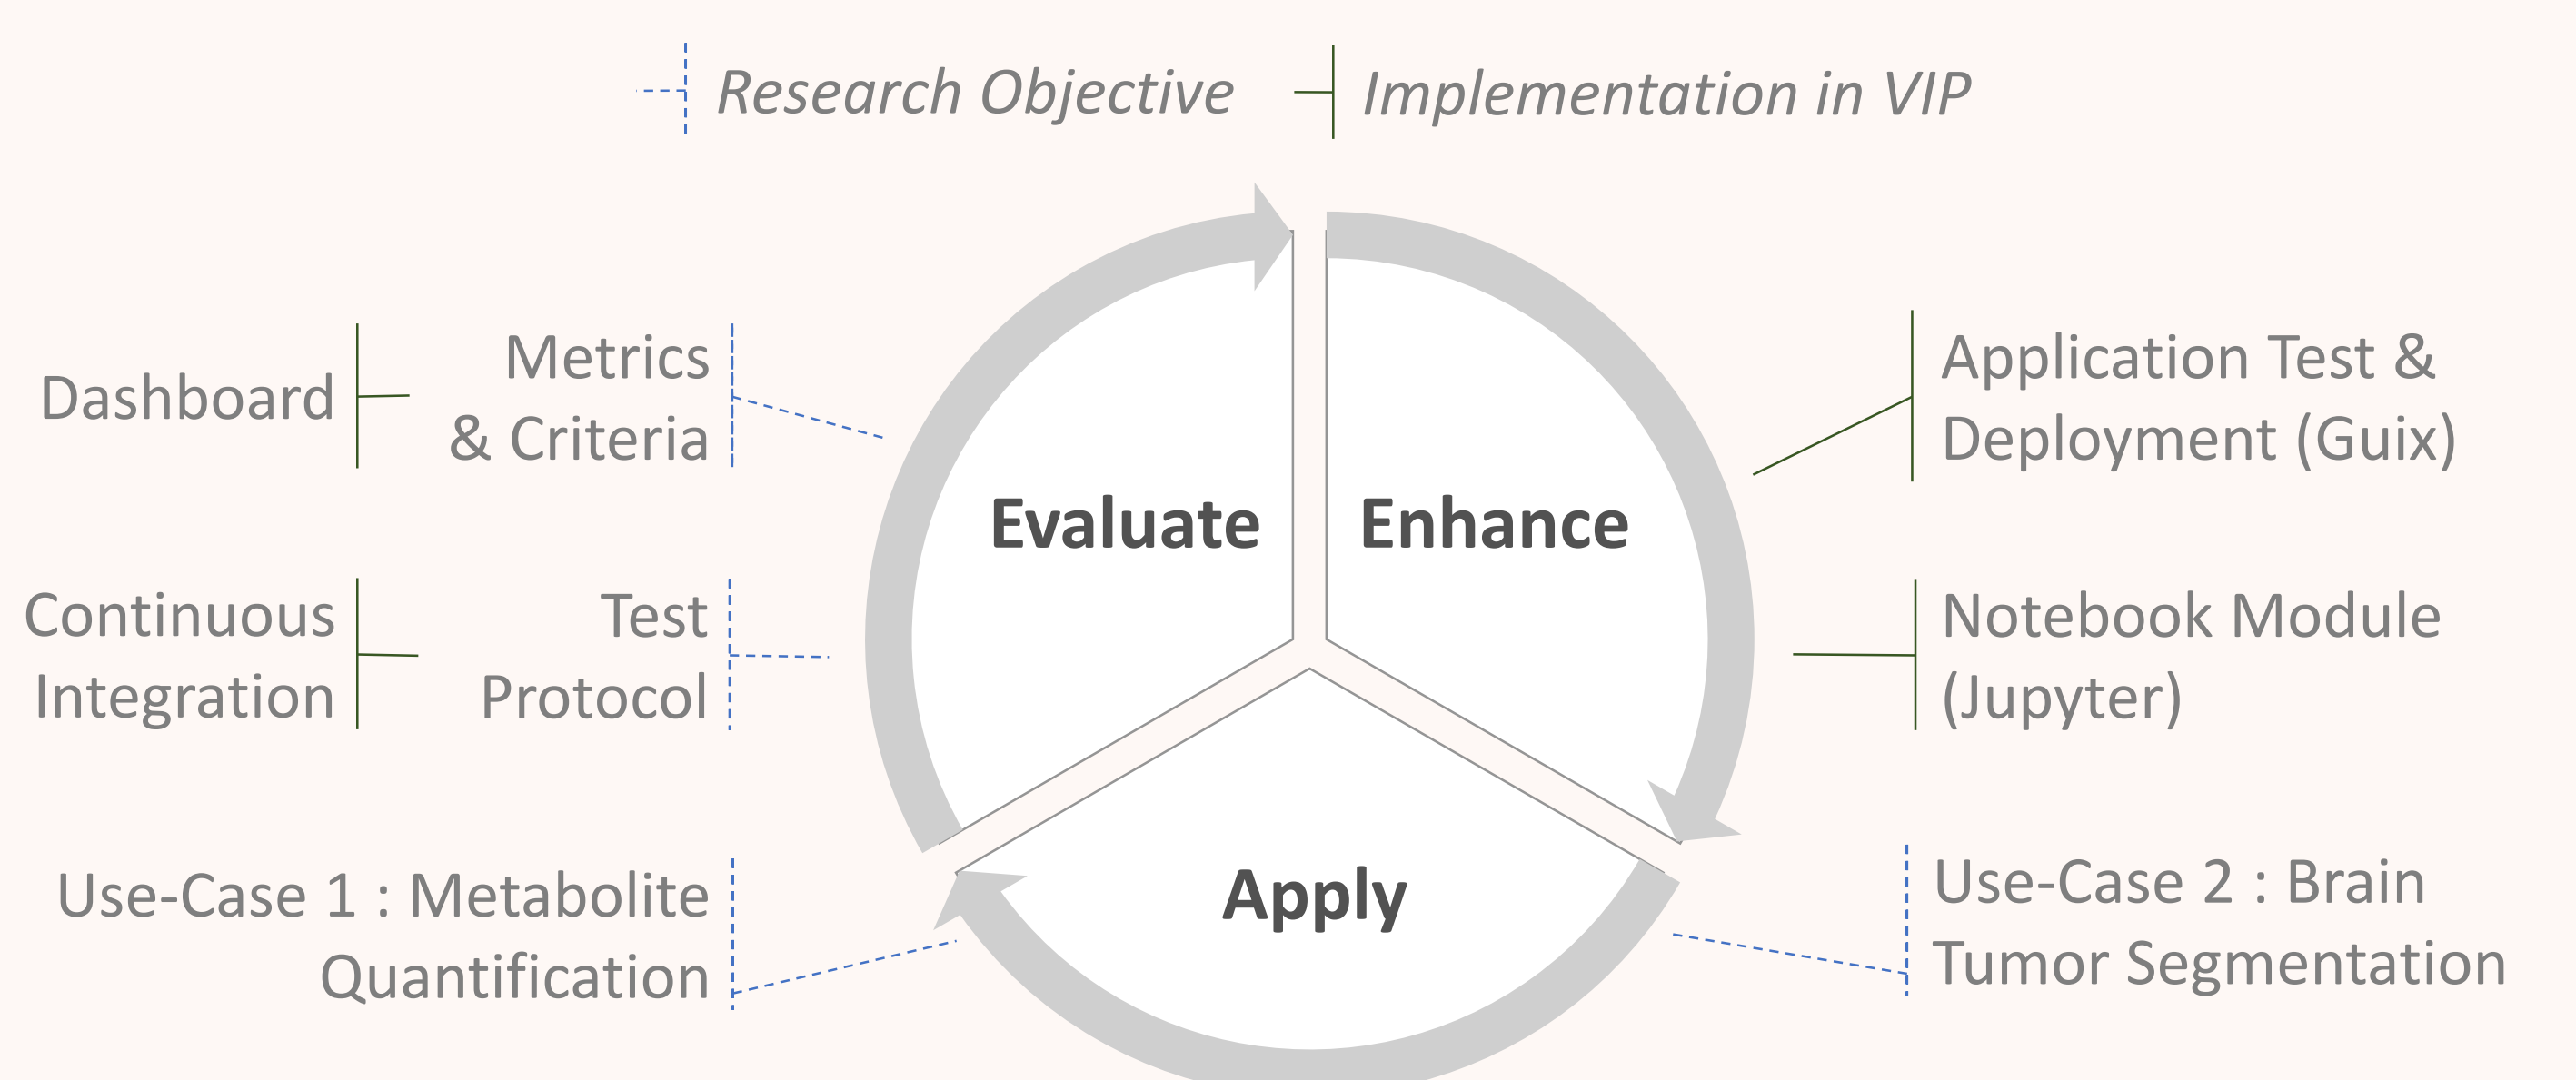 Research Objective
Implementation in VIP
Dashboard
Metrics
& Criteria
Continuous
Integration
Test
Protocol
Use-Case 1 : Metabolite
Quantification
Evaluate
Enhance
Apply
Application Test &
Deployment (Guix)
Notebook Module
(Jupyter)
Use-Case 2 : Brain
Tumor Segmentation